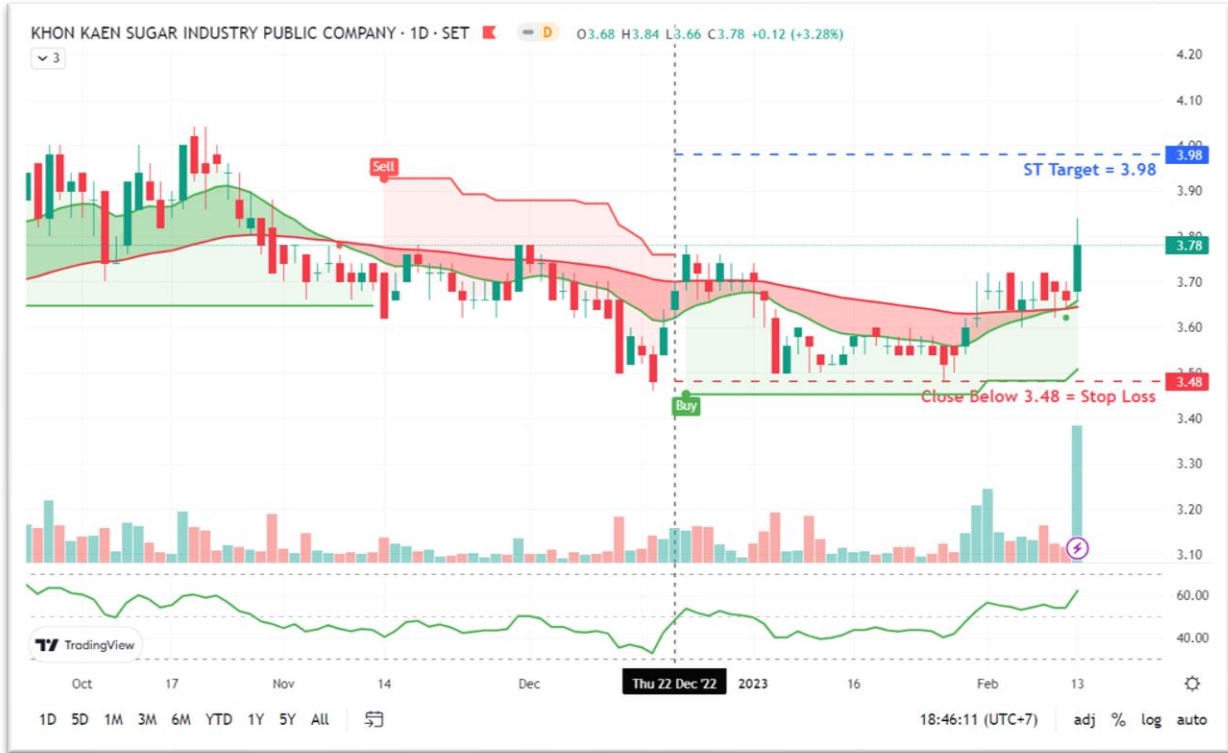 KHON KAEN SUGAR INDUSTRY PUBLIC COMPANY · 1D · SET D O3.68 H3.84 L3.66 C3.78 +0.12 (+3.28%)
3
4.20
4.10
4.00
3.98
ST Target = 3.98
Sell
3.90
3.80
3.78
3.70
3.60
3.50
3.48
Close Below 3.48 = Stop Loss
Buy
3.40
3.30
3.20
3.10
60.00
40.00
TradingView
Oct 17 Nov 14 Dec Thu 22 Dec '22 2023 16 Feb 13
1D 5D 1M 3M 6M YTD 1Y 5Y All 18:46:11 (UTC+7) adj % log auto